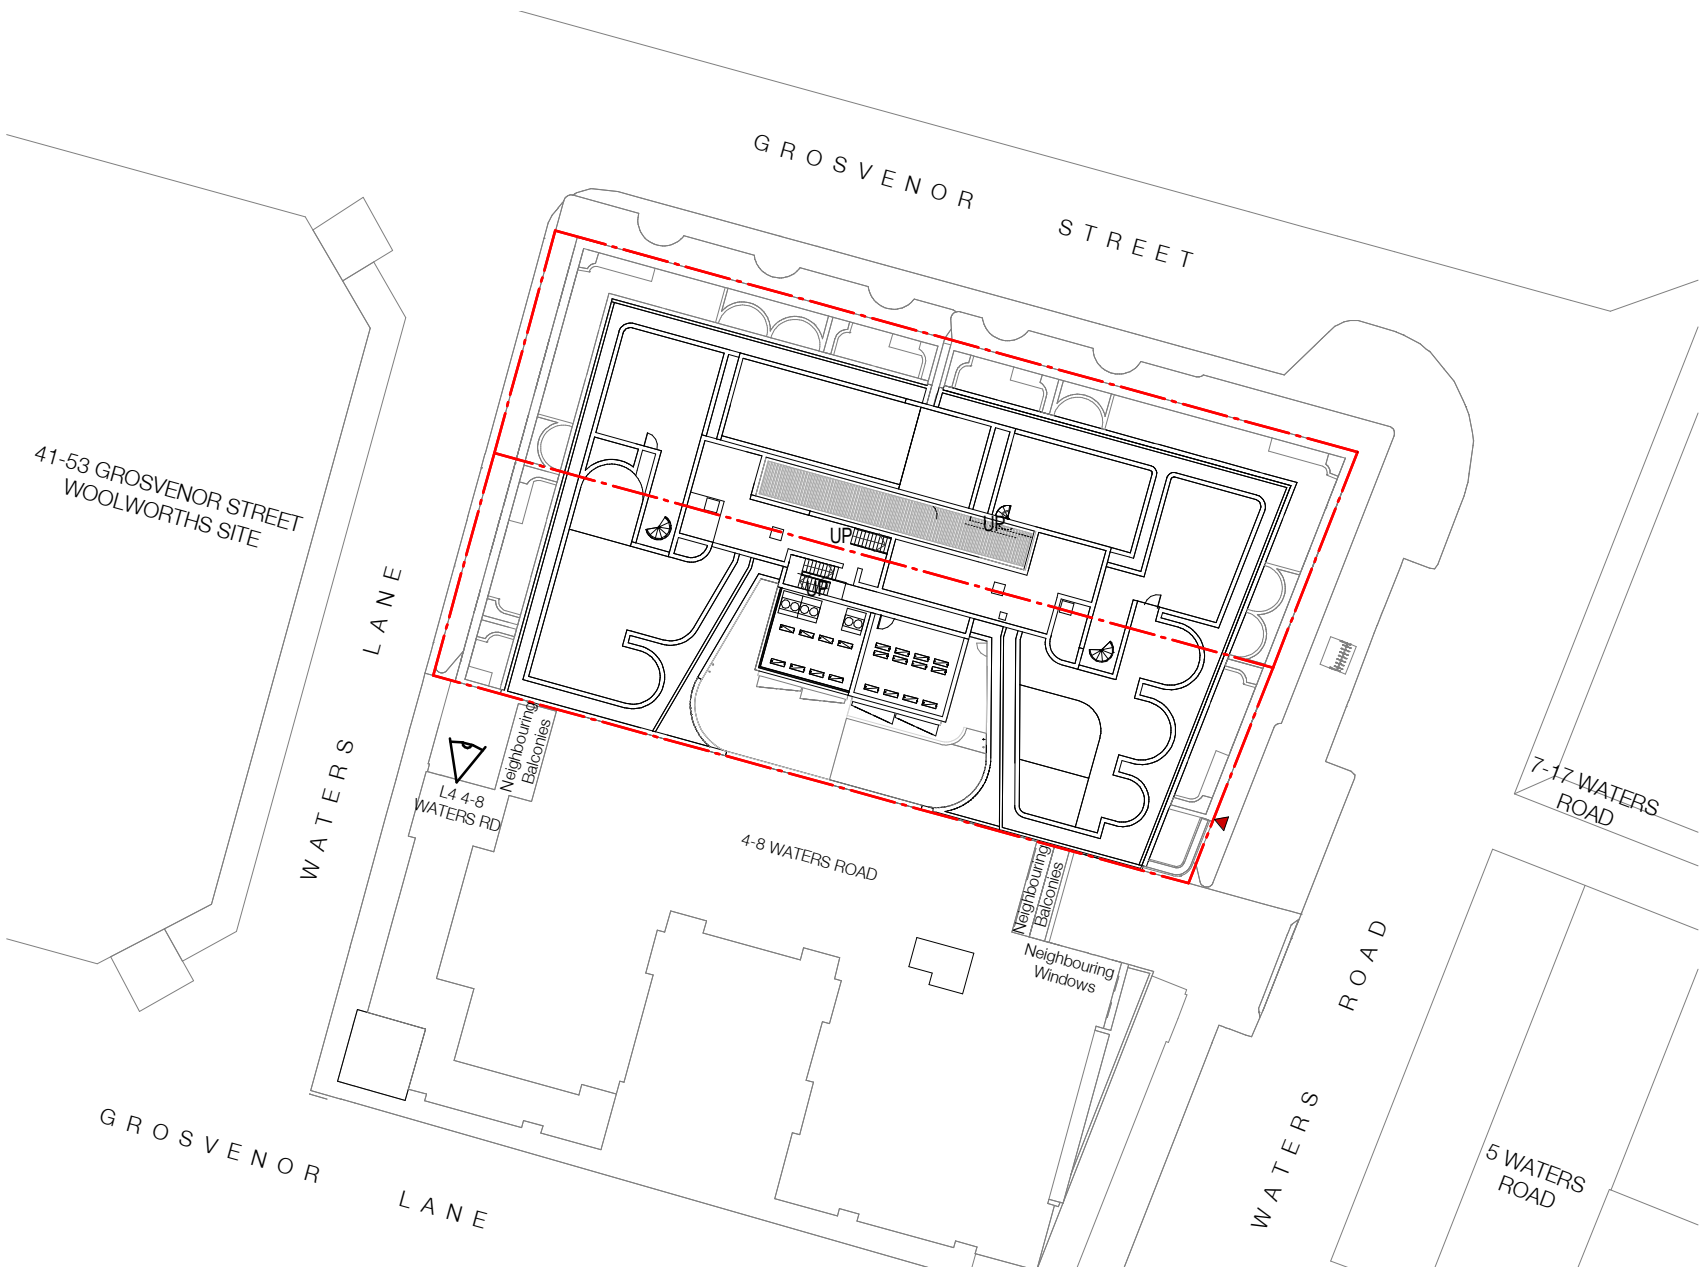 GROSVENOR STREET
41-53 GROSVENOR STREET
WOOLWORTHS SITE
UP
UP
UP
WATERS LANE
Neighbouring
Balconies
L4 4-8
WATERS RD
4-8 WATERS ROAD
Neighbouring
Balconies
Neighbouring
Windows
7-17 WATERS
ROAD
WATERS ROAD
5 WATERS
ROAD
GROSVENOR LANE